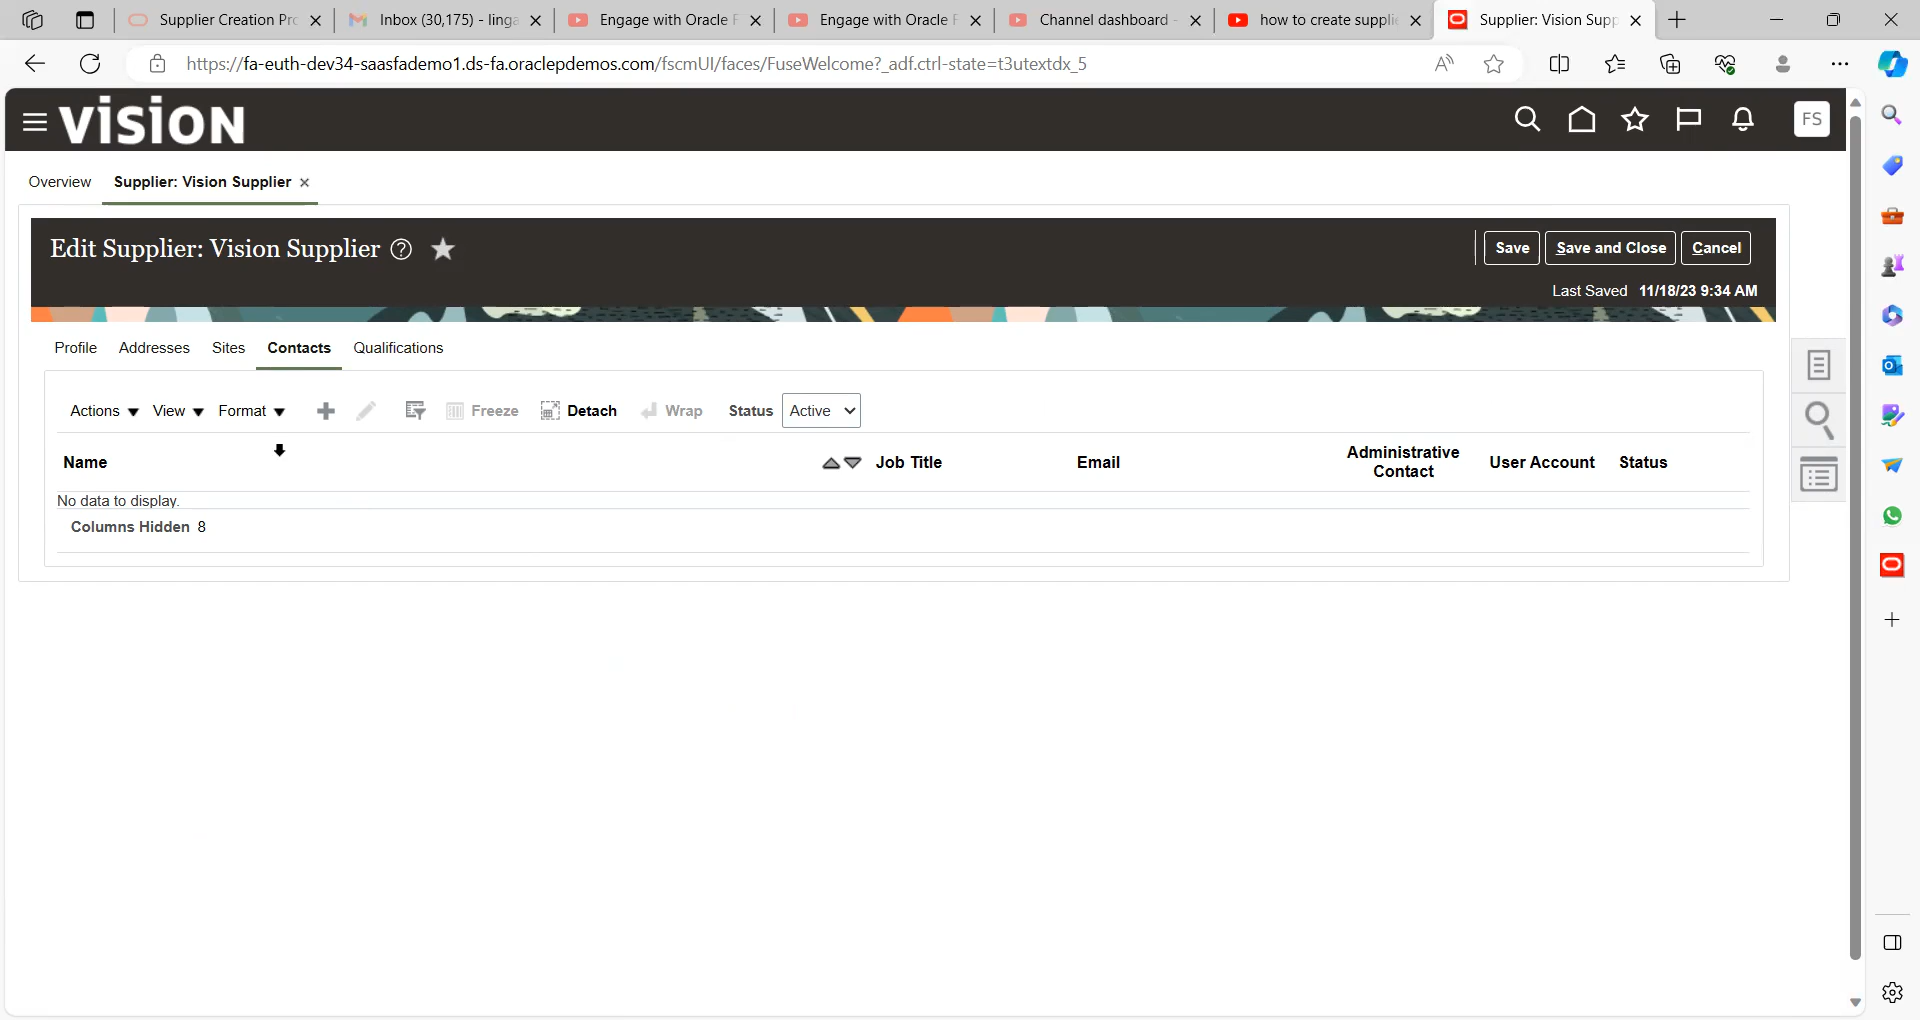 Supplier Creation Pro
Inbox (30,175) - linga
Engage with Oracle F
Engage with Oracle F
Channel dashboard -
how to create supplie
Supplier: Vision Supp
https://fa-euth-dev34-saasfademo1.ds-fa.oraclepdemos.com/fscmUI/faces/FuseWelcome?_adf.ctrl-state=t3utextdx_5
VISION
FS
Overview Supplier: Vision Supplier
Edit Supplier: Vision Supplier
Save Save and Close Cancel
Last Saved 11/18/23 9:34 AM
Profile Addresses Sites Contacts Qualifications
Actions View Format Freeze Detach Wrap Status Active
Name Job Title Email Administrative Contact User Account Status
No data to display.
Columns Hidden 8